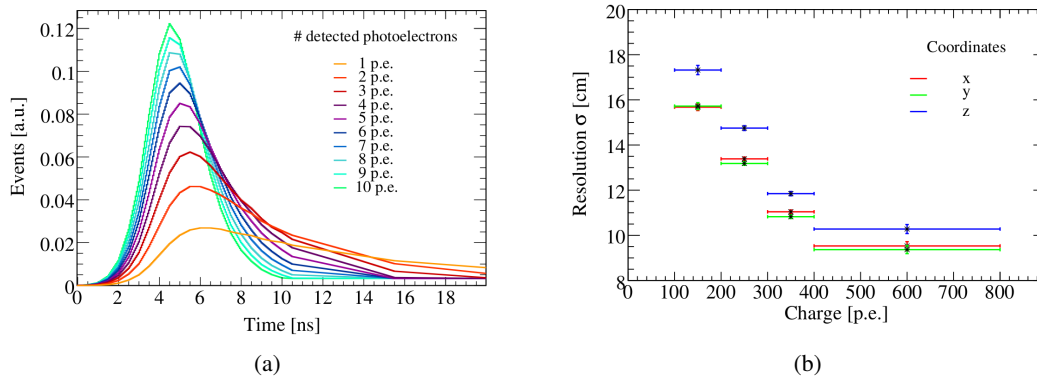 0.12
0.1
0.08
0.06
0.04
0.02
0
Events [a.u.]
# detected photoelectrons
1 p.e.
2 p.e.
3 p.e.
4 p.e.
5 p.e.
6 p.e.
7 p.e.
8 p.e.
9 p.e.
10 p.e.
0 2 4 6 8 10 12 14 16 18
Time [ns]
(a)
20
18
16
14
12
10
8
Resolution σ [cm]
Coordinates
x
y
z
0 100 200 300 400 500 600 700 800
Charge [p.e.]
(b)